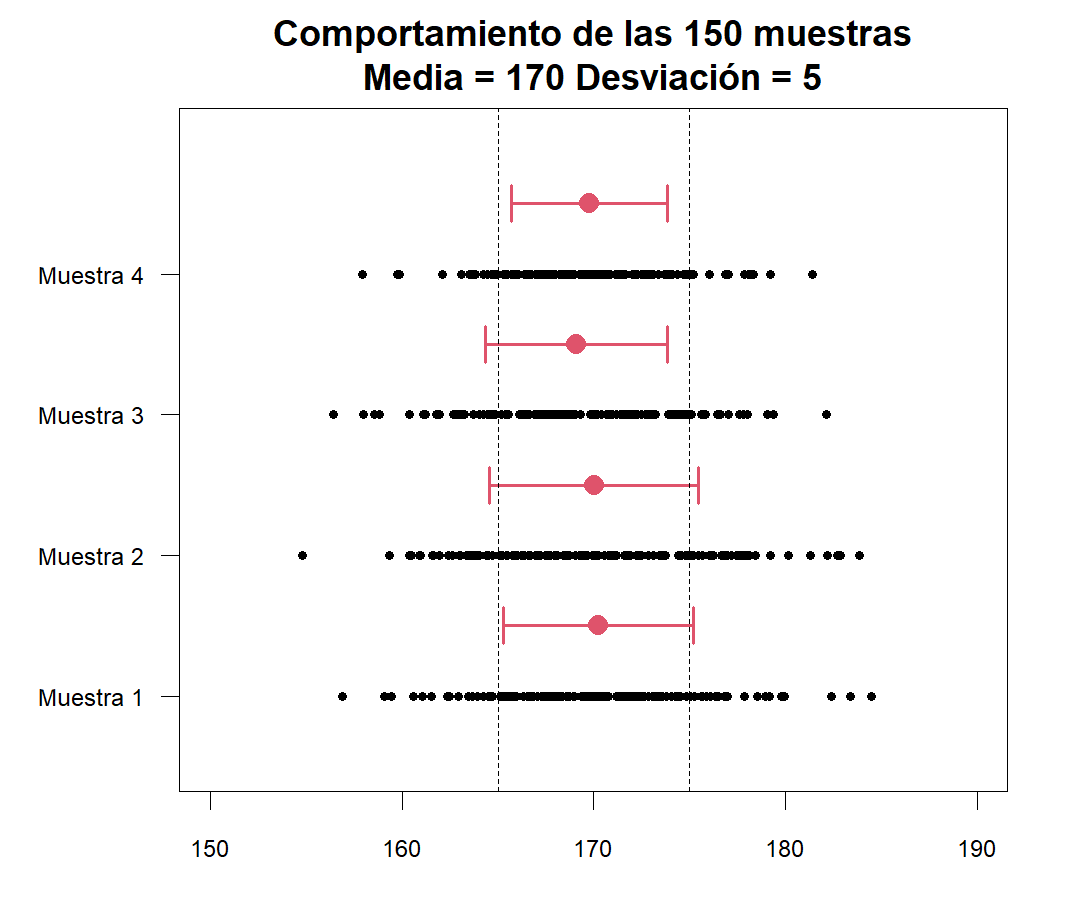 Comportamiento de las 150 muestras
Media = 170 Desviación = 5
Muestra 4
Muestra 3
Muestra 2
Muestra 1
150 160 170 180 190